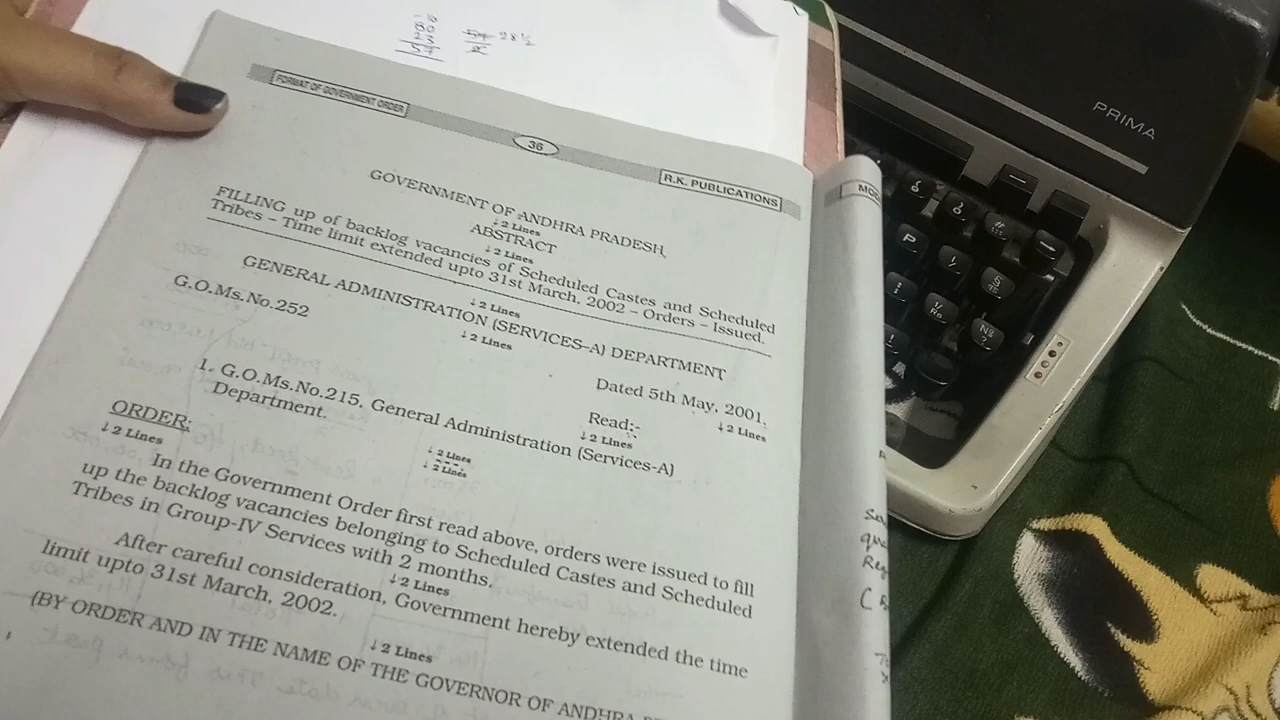 FORMAT OF GOVERNMENT ORDER
36
R.K. PUBLICATIONS
GOVERNMENT OF ANDHRA PRADESH
↓2 Lines
ABSTRACT
↓2 Lines
FILLING up of backlog vacancies of Scheduled Castes and Scheduled
Tribes – Time limit extended upto 31st March, 2002 – Orders – Issued.
↓2 Lines
GENERAL ADMINISTRATION (SERVICES–A) DEPARTMENT
↓2 Lines
G.O.Ms.No.252
Dated 5th May, 2001.
↓2 Lines
Read:-
↓2 Lines
1. G.O.Ms.No.215, General Administration (Services-A)
Department.
↓2 Lines
↓2 Lines
ORDER:
↓2 Lines
In the Government Order first read above, orders were issued to fill
up the backlog vacancies belonging to Scheduled Castes and Scheduled
Tribes in Group-IV Services with 2 months.
↓2 Lines
After careful consideration, Government hereby extended the time
limit upto 31st March, 2002.
↓2 Lines
(BY ORDER AND IN THE NAME OF THE GOVERNOR OF ANDHRA
PRIMA